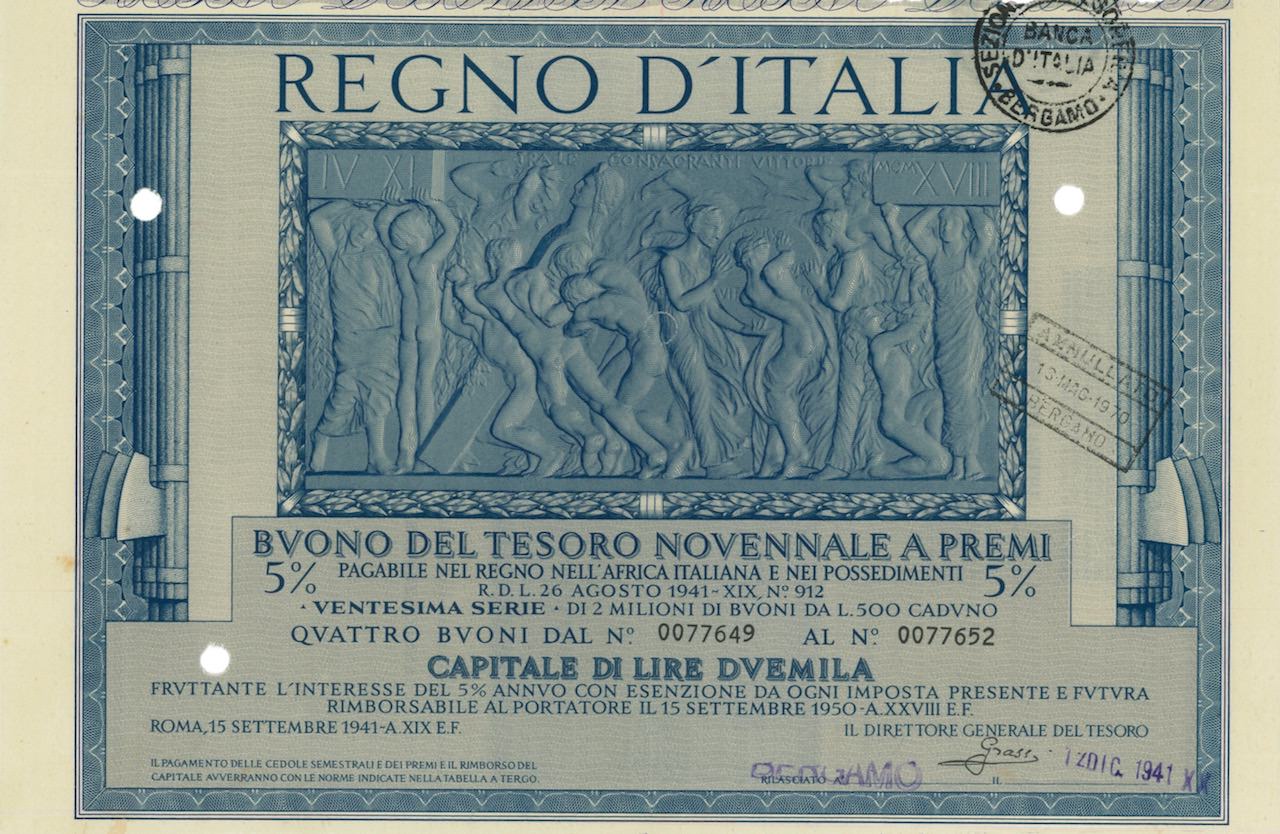 REGNO D'ITALIA
BANCA
D'ITALIA
BERGAMO
IV XI
CONSACRANTI VITTORIE
MCM XVIII
ANNULLATO
13·MAG·1970
BERGAMO
BVONO DEL TESORO NOVENNALE A PREMI
5% PAGABILE NEL REGNO NELL'AFRICA ITALIANA E NEI POSSEDIMENTI 5%
R.D.L. 26 AGOSTO 1941-XIX, Nº 912
· VENTESIMA SERIE · DI 2 MILIONI DI BVONI DA L.500 CADVNO
QVATTRO BVONI DAL Nº. 0077649 AL Nº. 0077652
CAPITALE DI LIRE DVEMILA
FRVTTANTE L'INTERESSE DEL 5% ANNVO CON ESENZIONE DA OGNI IMPOSTA PRESENTE E FVTVRA
RIMBORSABILE AL PORTATORE IL 15 SETTEMBRE 1950-A.XXVIII E.F.
ROMA, 15 SETTEMBRE 1941-A.XIX E.F.
IL DIRETTORE GENERALE DEL TESORO
Grassi
IL PAGAMENTO DELLE CEDOLE SEMESTRALI E DEI PREMI E IL RIMBORSO DEL
CAPITALE AVVERRANNO CON LE NORME INDICATE NELLA TABELLA A TERGO.
RILASCIATO A BERGAMO IL 1 DIC. 1941 XX